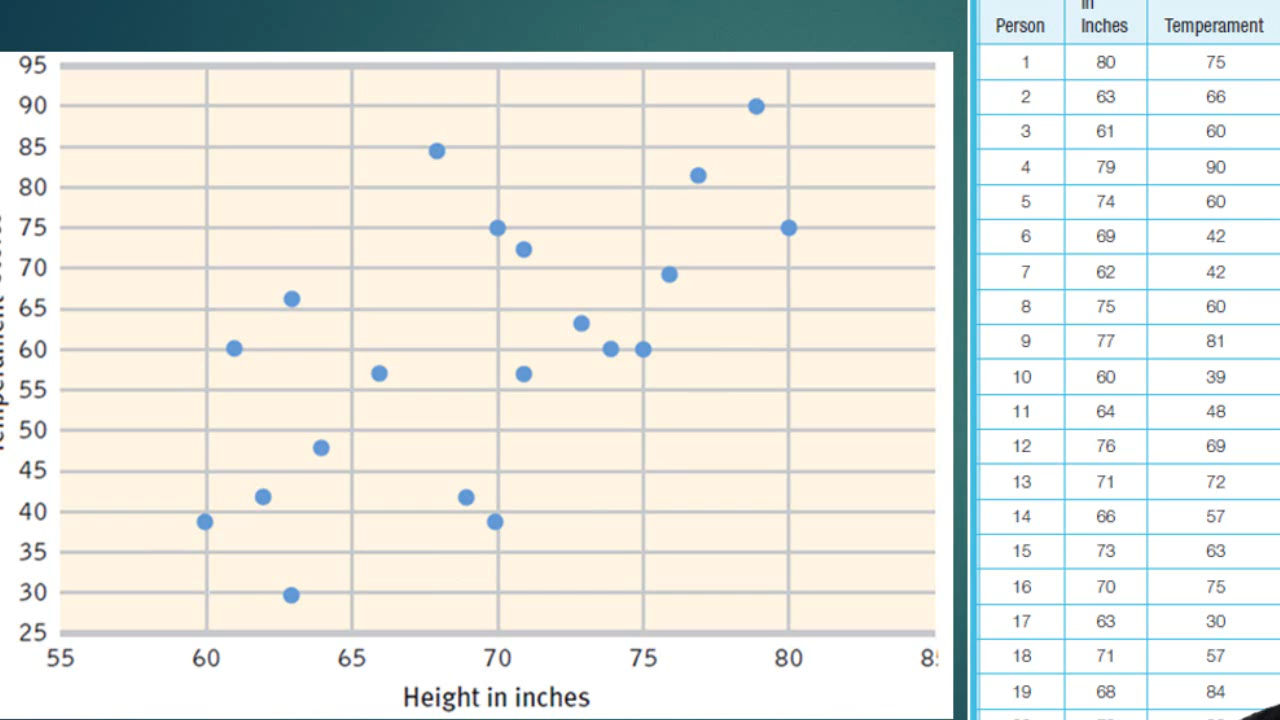 95
90
85
80
75
70
65
60
55
50
45
40
35
30
25
55 60 65 70 75 80
Height in inches
in
Person Inches Temperament
1 80 75
2 63 66
3 61 60
4 79 90
5 74 60
6 69 42
7 62 42
8 75 60
9 77 81
10 60 39
11 64 48
12 76 69
13 71 72
14 66 57
15 73 63
16 70 75
17 63 30
18 71 57
19 68 84